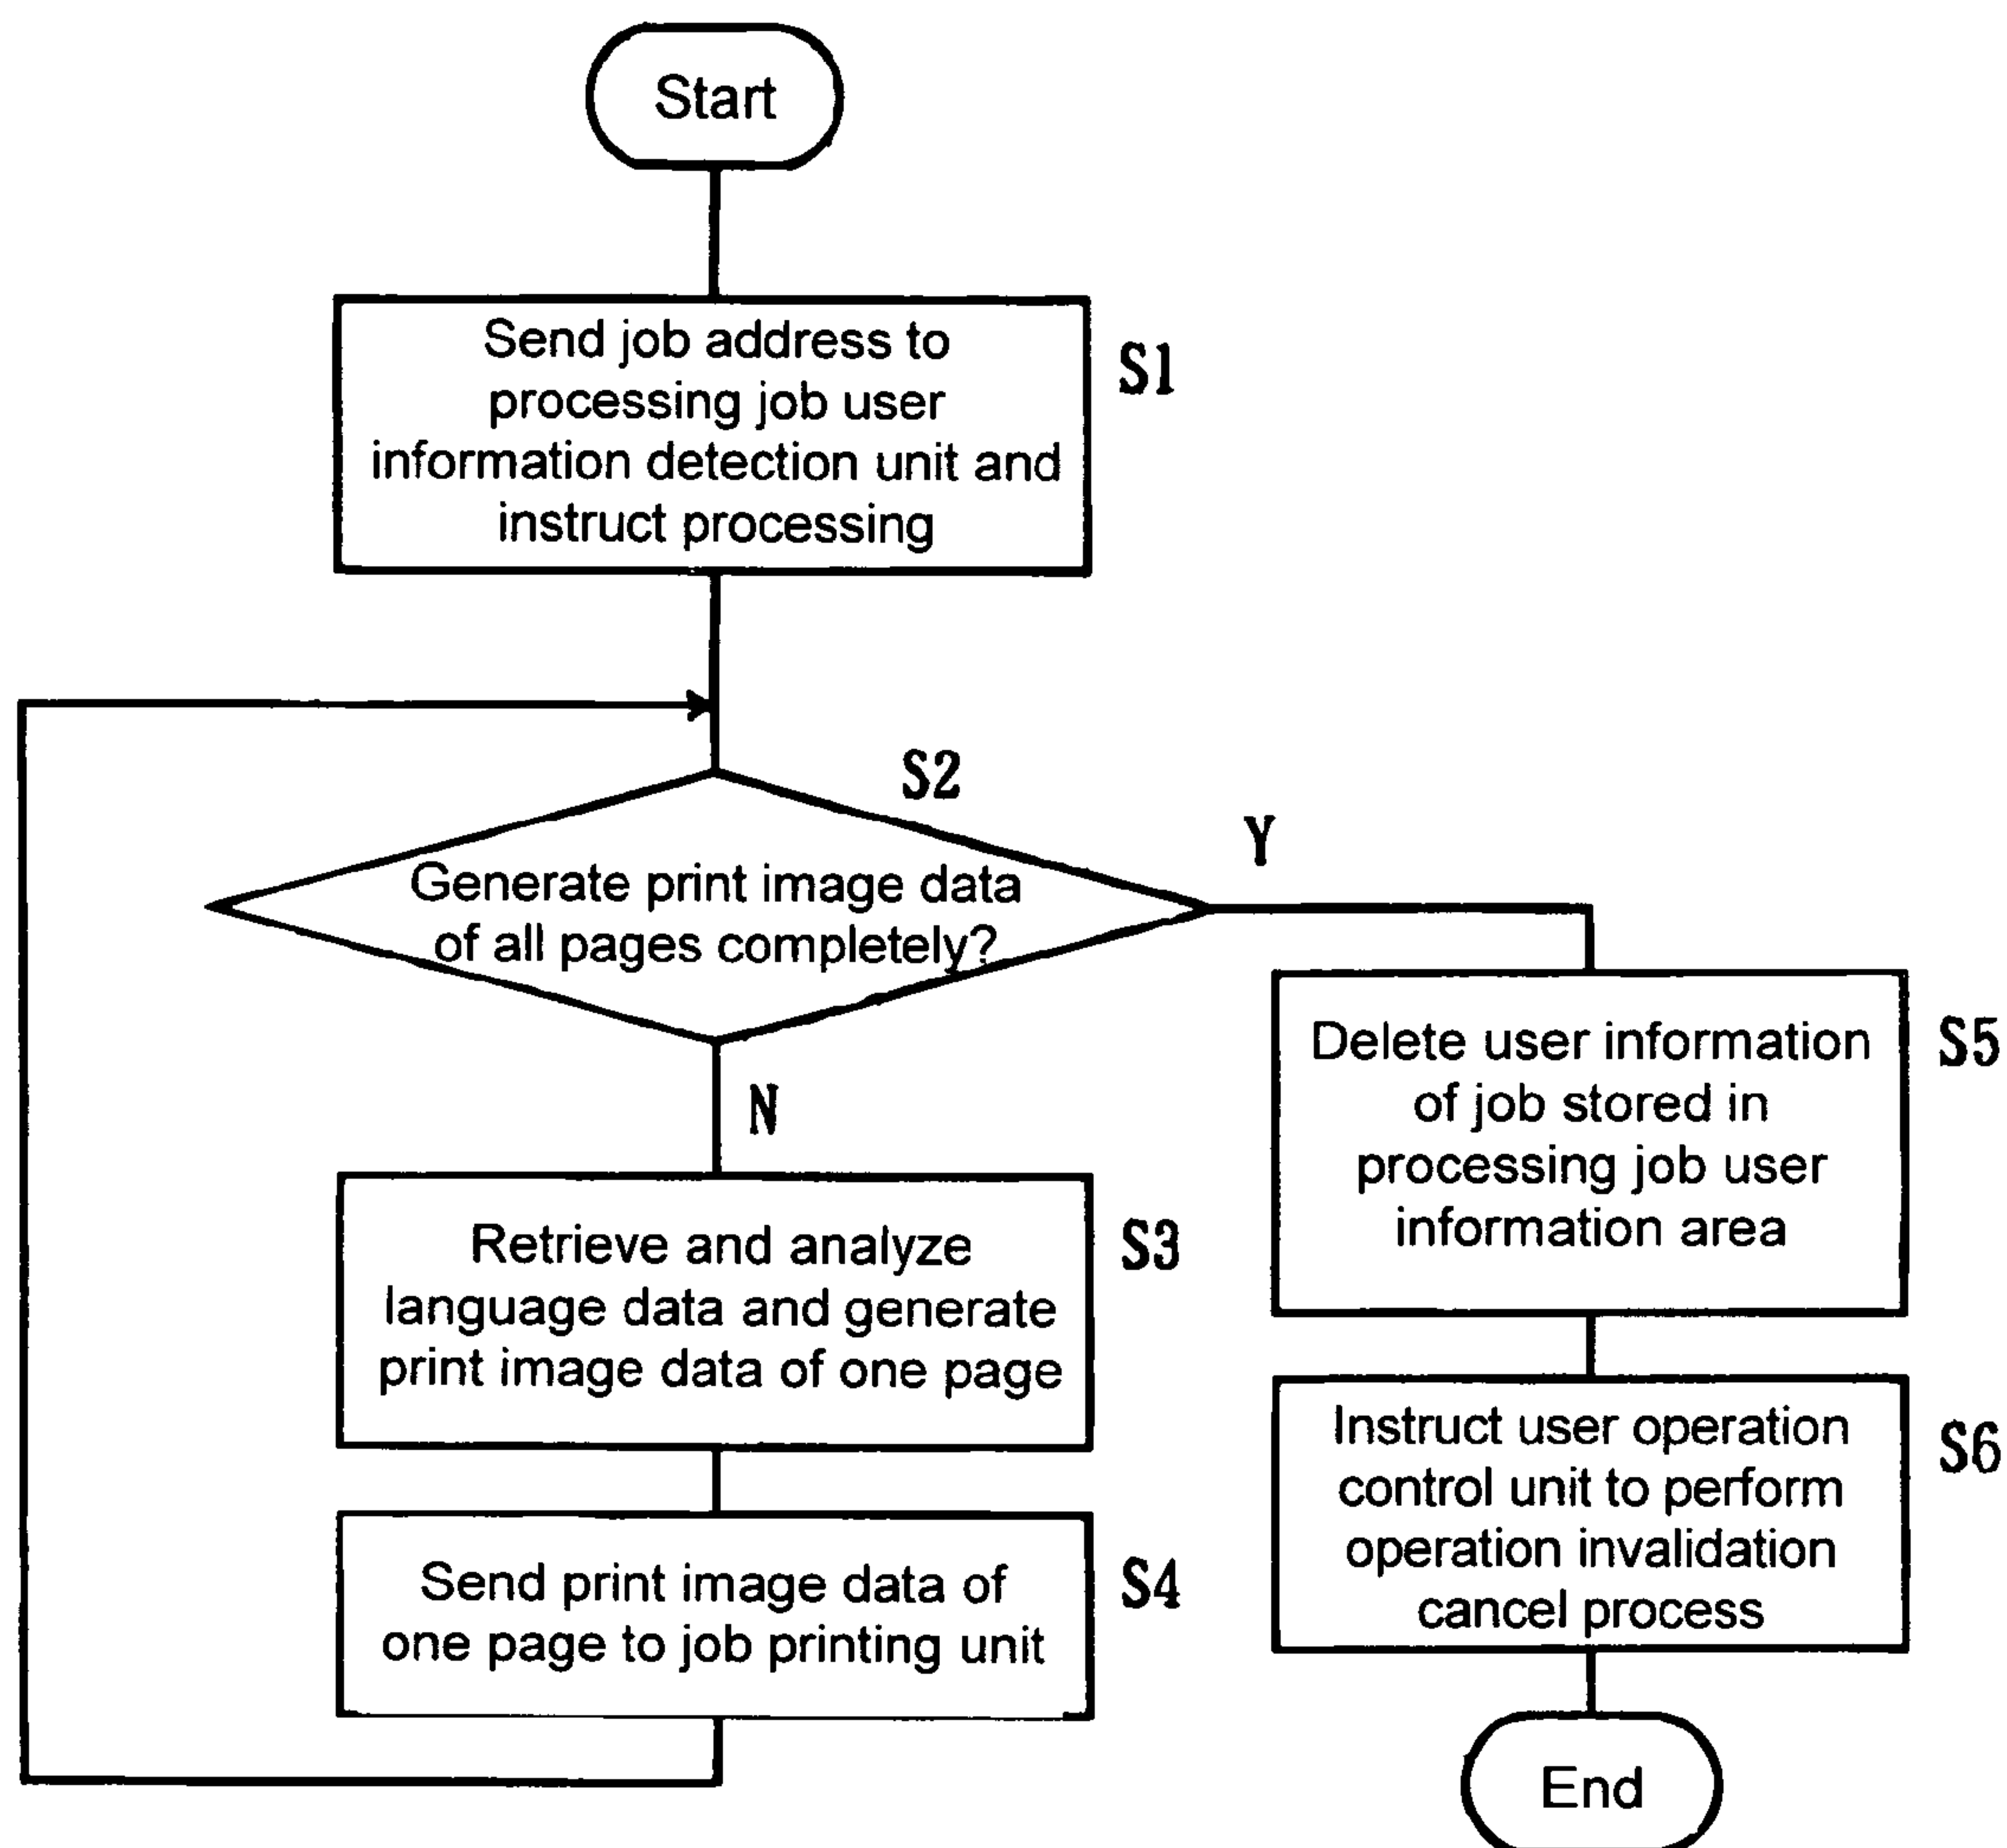 Start
Send job address to
processing job user
information detection unit and
instruct processing
S1
S2
Generate print image data
of all pages completely?
Y
N
Retrieve and analyze
language data and generate
print image data of one page
S3
Send print image data of
one page to job printing unit
S4
Delete user information
of job stored in
processing job user
information area
S5
Instruct user operation
control unit to perform
operation invalidation
cancel process
S6
End